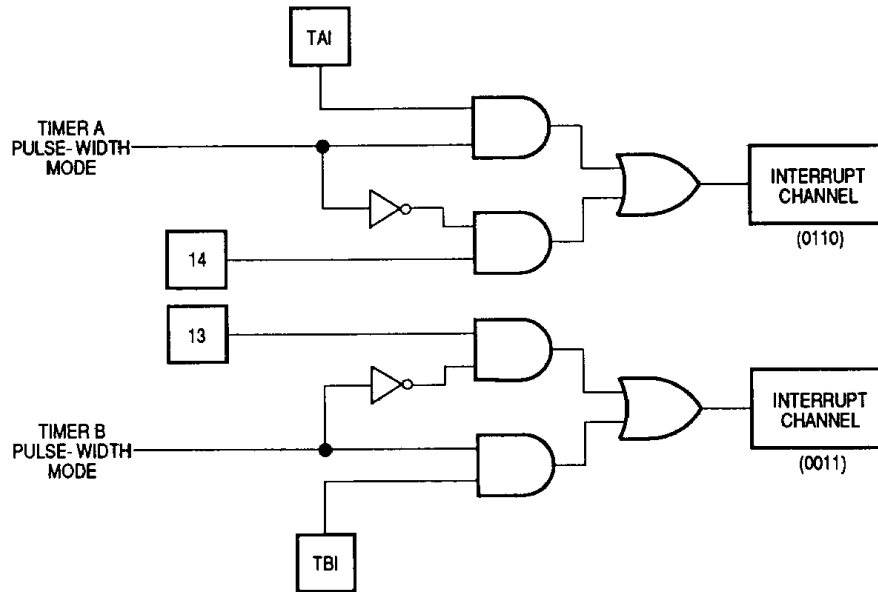 TAI
TIMER A
PULSE-WIDTH
MODE
INTERRUPT
CHANNEL
(0110)
14
13
INTERRUPT
CHANNEL
(0011)
TIMER B
PULSE-WIDTH
MODE
TBI